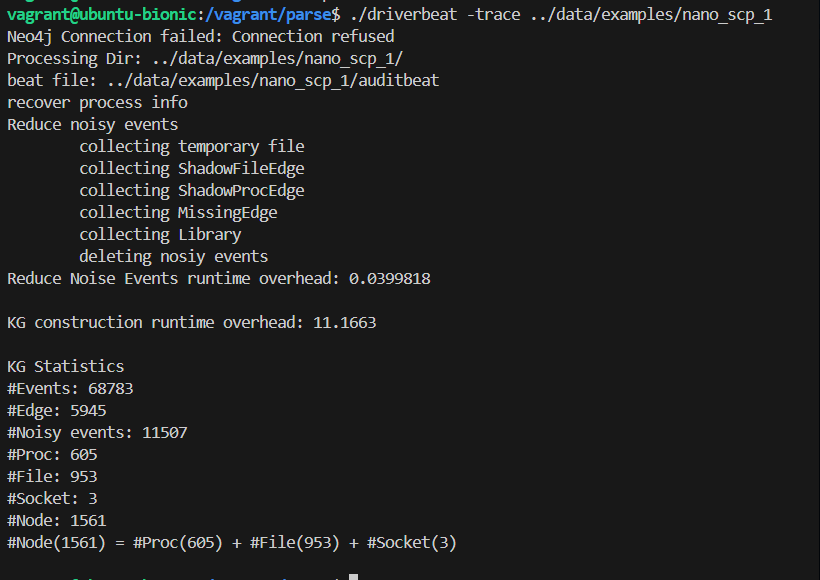 vagrant@ubuntu-bionic:/vagrant/parse$ ./driverbeat -trace ../data/examples/nano_scp_1
Neo4j Connection failed: Connection refused
Processing Dir: ../data/examples/nano_scp_1/
beat file: ../data/examples/nano_scp_1/auditbeat
recover process info
Reduce noisy events
collecting temporary file
collecting ShadowFileEdge
collecting ShadowProcEdge
collecting MissingEdge
collecting Library
deleting nosiy events
Reduce Noise Events runtime overhead: 0.0399818
KG construction runtime overhead: 11.1663
KG Statistics
#Events: 68783
#Edge: 5945
#Noisy events: 11507
#Proc: 605
#File: 953
#Socket: 3
#Node: 1561
#Node(1561) = #Proc(605) + #File(953) + #Socket(3)